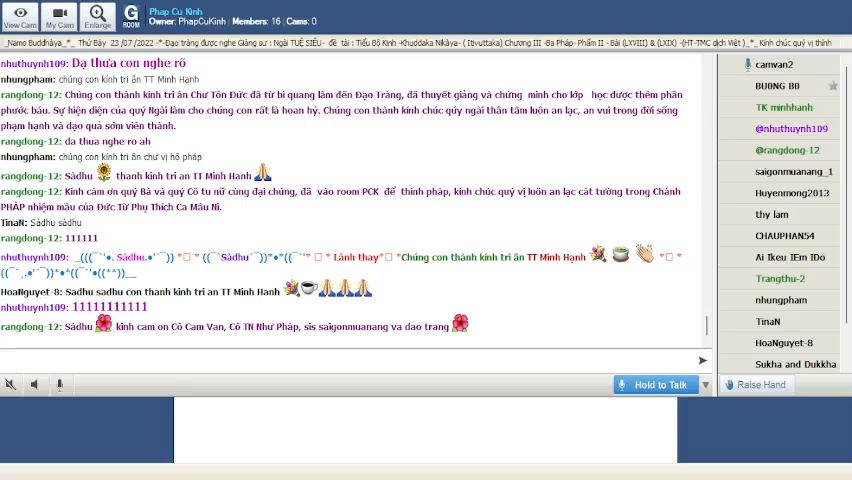 View Cam
My Cam
Enlarge
G
ROOM
Phap Cu Kinh
Owner: PhapCuKinh • Members: 16 • Cams: 0
_Namo Buddhāya_*_ Thứ Bảy 23 /07 /2022 -*-Đạo tràng được nghe Giảng sư : Ngài TUỆ SIÊU- đề tài : Tiểu Bộ Kinh -Khuddaka Nikāya- ( Itivuttaka) Chương III -Ba Pháp- Phẩm II - Bài (LXVIII) & (LXIX) -(HT-TMC dịch Việt ) _*_ Kính chúc quý vị thính
nhuthuynh109: Dạ thưa con nghe rõ
nhungpham: chúng con kính tri ân TT Minh Hạnh
rangdong-12: Chúng con thành kính tri ân Chư Tôn Đức đã từ bi quang lâm đến Đạo Tràng, đã thuyết giảng và chứng minh cho lớp học được thêm phần
phước báu. Sự hiện diện của quý Ngài làm cho chúng con rất là hoan hỷ. Chúng con thành kính chúc quý ngài thân tâm luôn an lạc, an vui trong đời sống
phạm hạnh và đạo quả sớm viên thành.
rangdong-12: da thua nghe ro ah
nhungpham: chúng con kính tri ân chư vị hộ pháp
rangdong-12: Sādhu thanh kinh tri an TT Minh Hanh
rangdong-12: Kính cám ơn quý Bà và quý Cô tu nữ cùng đại chúng, đã vào room PCK để thính pháp, kính chúc quý vị luôn an lạc cát tường trong Chánh
PHÁP nhiệm mầu của Đức Từ Phụ Thích Ca Mâu Ni.
TinaN: Sādhu sādhu
rangdong-12: 111111
nhuthuynh109: _(((¯`'•. Sādhu.•'´¯)) *  * ((¯`Sādhu´¯))*•*((¯`'*  * Lành thay*  *Chúng con thành kính tri ân TT Minh Hạnh *  *
((¯`¸.•'´¯))*•*((¯`'•((**))__
HoaNguyet-8: Sadhu sadhu con thanh kinh tri an TT Minh Hanh
nhuthuynh109: 11111111111
rangdong-12: Sādhu kinh cam on Cô Cam Van, Cô TN Như Pháp, sis saigonmuanang va dao trang
Hold to Talk
camvan2
BU0NG B0
TK minhhanh
@nhuthuynh109
@rangdong-12
saigonmuanang_1
Huyenmong2013
thy lam
CHAUPHAN54
Ai Ikeu IEm IDo
Trangthu-2
nhungpham
TinaN
HoaNguyet-8
Sukha and Dukkha
Raise Hand